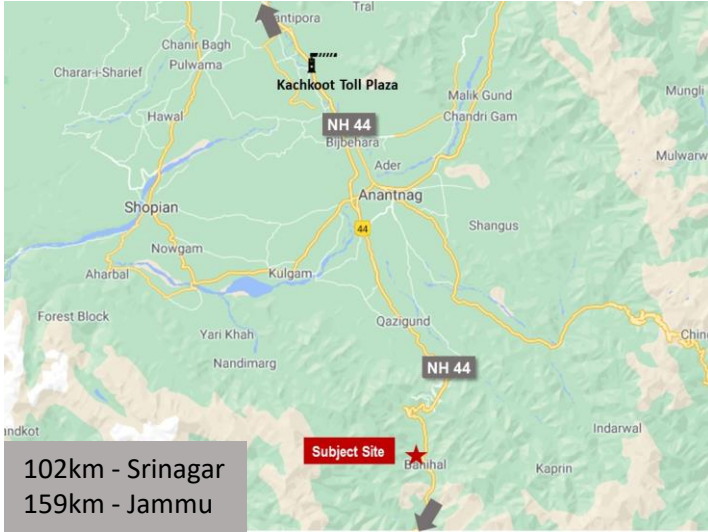 antipora
Tral
Chanir Bagh
Pulwama
Charar-i-Sharief
Kachkoot Toll Plaza
Mungli
Malik Gund
Chandri Gam
Hawal
NH 44
Bijbehara
Mulwarw
Ader
Anantnag
Shopian
Shangus
44
Nowgam
Aharbal
Kulgam
Forest Block
Qazigund
Yari Khah
Ching
Nandimarg
NH 44
andkot
Indarwal
Subject Site
Banihal
Kaprin
102km - Srinagar
159km - Jammu